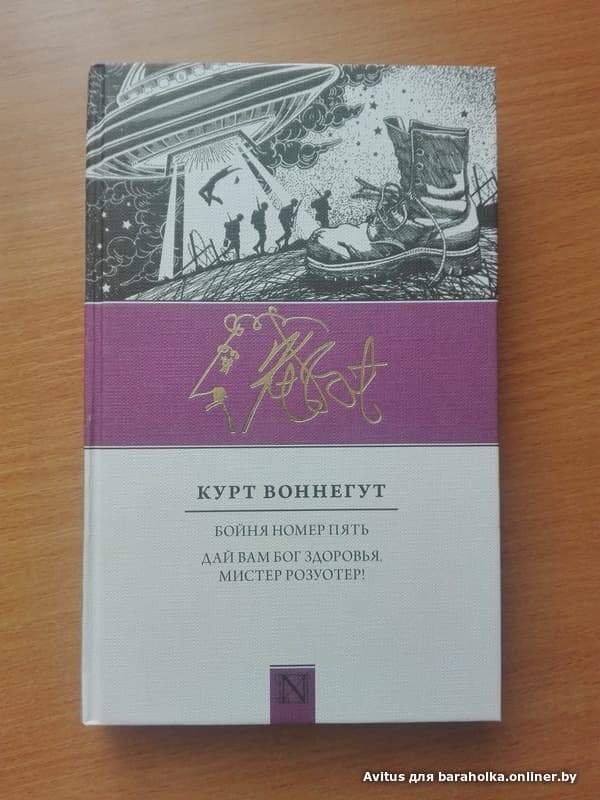 КУРТ ВОННЕГУТ
БОЙНЯ НОМЕР ПЯТЬ
ДАЙ ВАМ БОГ ЗДОРОВЬЯ,
МИСТЕР РОЗУОТЕР!
N
Avitus для baraholka.onliner.by